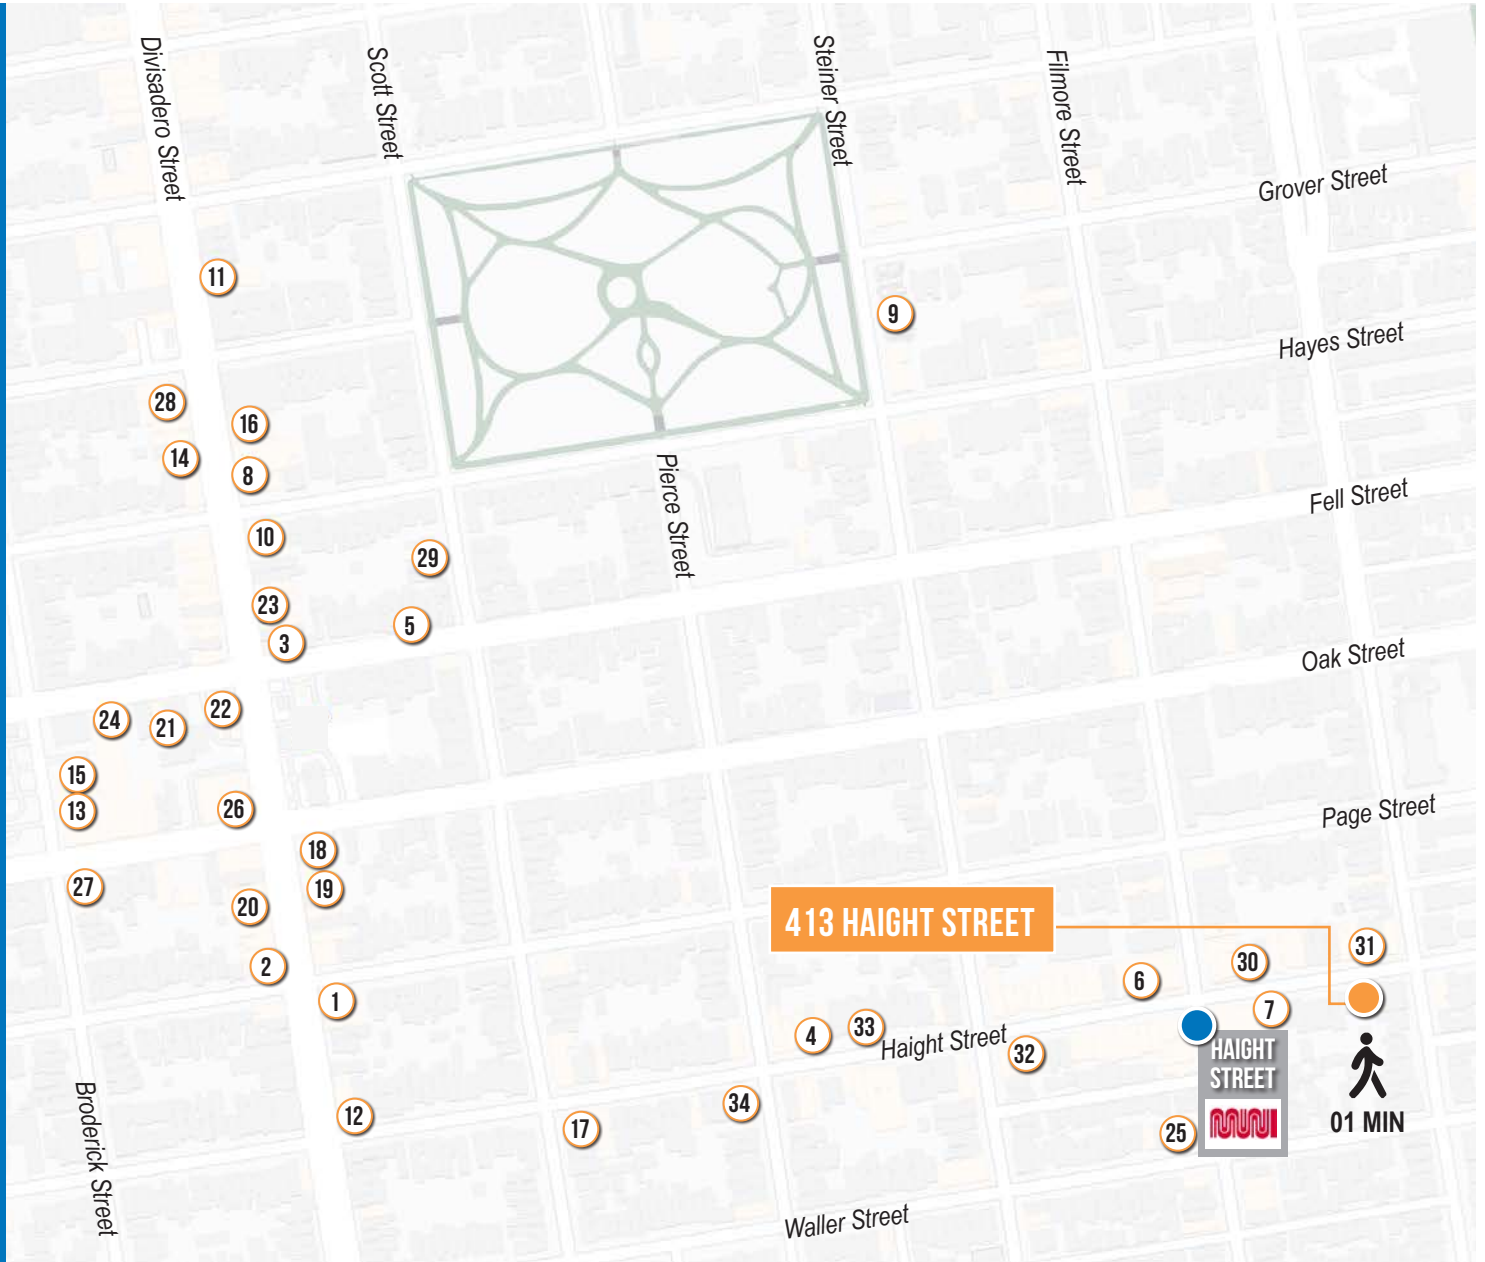 Divisadero Street
Scott Street
Steiner Street
Filmore Street
Grover Street
11
9
Hayes Street
28
16
14
8
Pierce Street
Fell Street
10
29
23
5
3
Oak Street
24
21
22
15
13
26
Page Street
18
27
19
20
413 HAIGHT STREET
2
6
30
31
1
4
33
Haight Street
32
7
HAIGHT
STREET
muni
01 MIN
Broderick Street
12
17
34
25
Waller Street